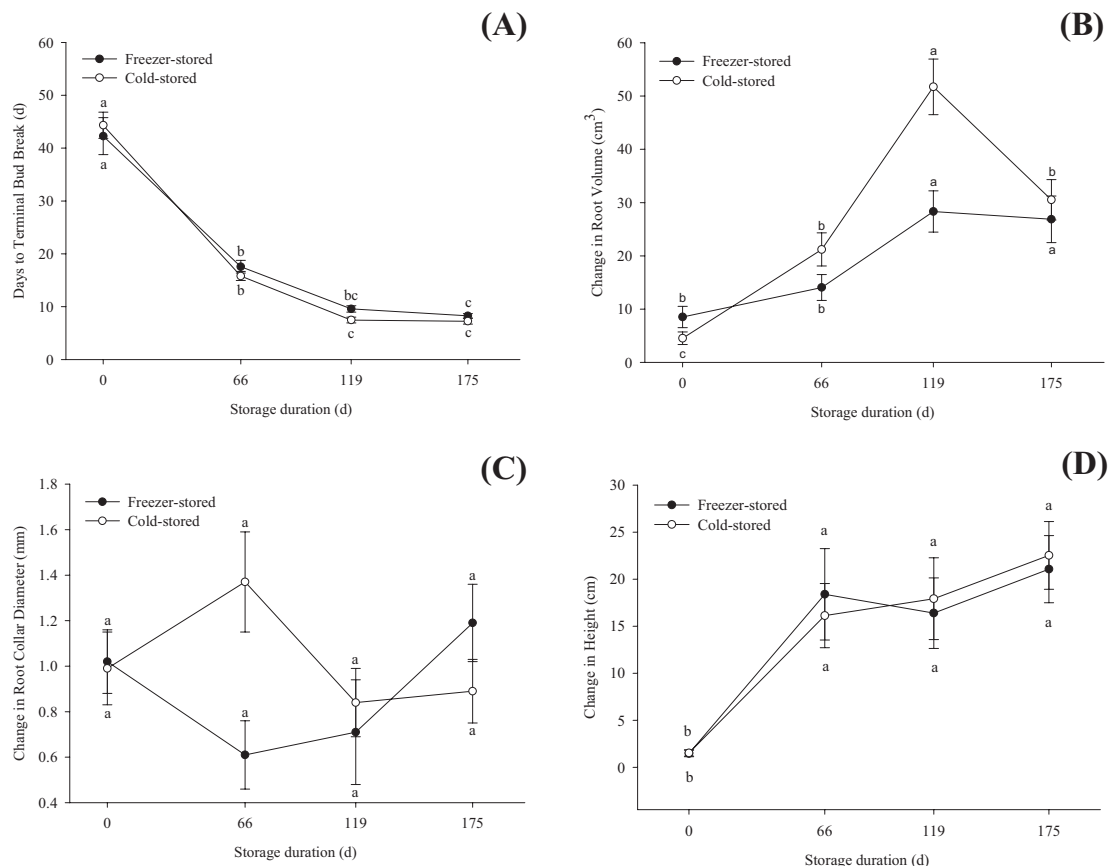 (A)
Freezer-stored
Cold-stored
Days to Terminal Bud Break (d)
60
50
40
30
20
10
0
a
a
b
b
bc
c
c
c
0 66 119 175
Storage duration (d)
(B)
Freezer-stored
Cold-stored
Change in Root Volume (cm³)
60
50
40
30
20
10
0
b
c
b
b
a
a
b
a
0 66 119 175
Storage duration (d)
(C)
Freezer-stored
Cold-stored
Change in Root Collar Diameter (mm)
1.8
1.6
1.4
1.2
1.0
0.8
0.6
0.4
a
a
a
a
a
a
a
a
0 66 119 175
Storage duration (d)
(D)
Freezer-stored
Cold-stored
Change in Height (cm)
30
25
20
15
10
5
0
b
b
a
a
a
a
a
a
0 66 119 175
Storage duration (d)